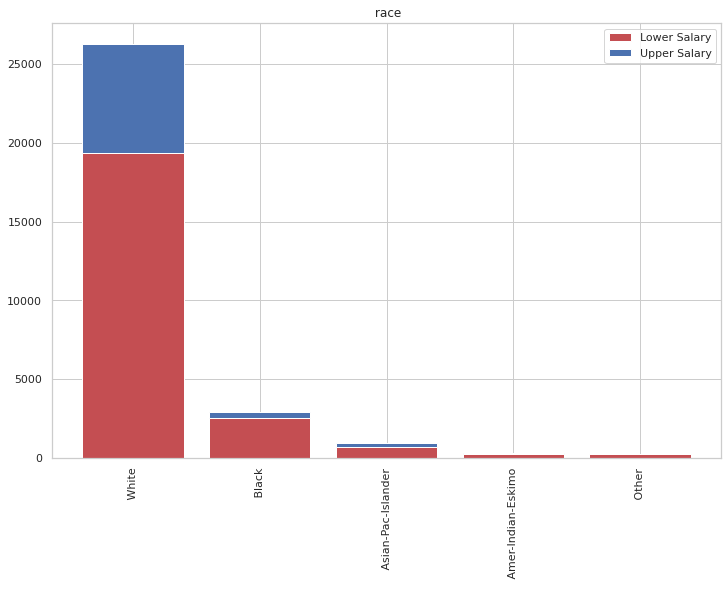 race
Lower Salary
Upper Salary
25000
20000
15000
10000
5000
0
White
Black
Asian-Pac-Islander
Amer-Indian-Eskimo
Other